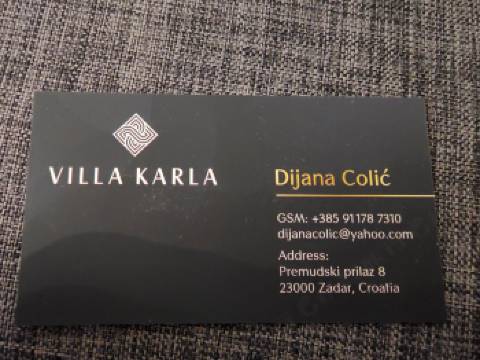 VILLA KARLA
Dijana Colić
GSM: +385 91178 7310
dijanacolic@yahoo.com
Address:
Premudski prilaz 8
23000 Zadar, Croatia